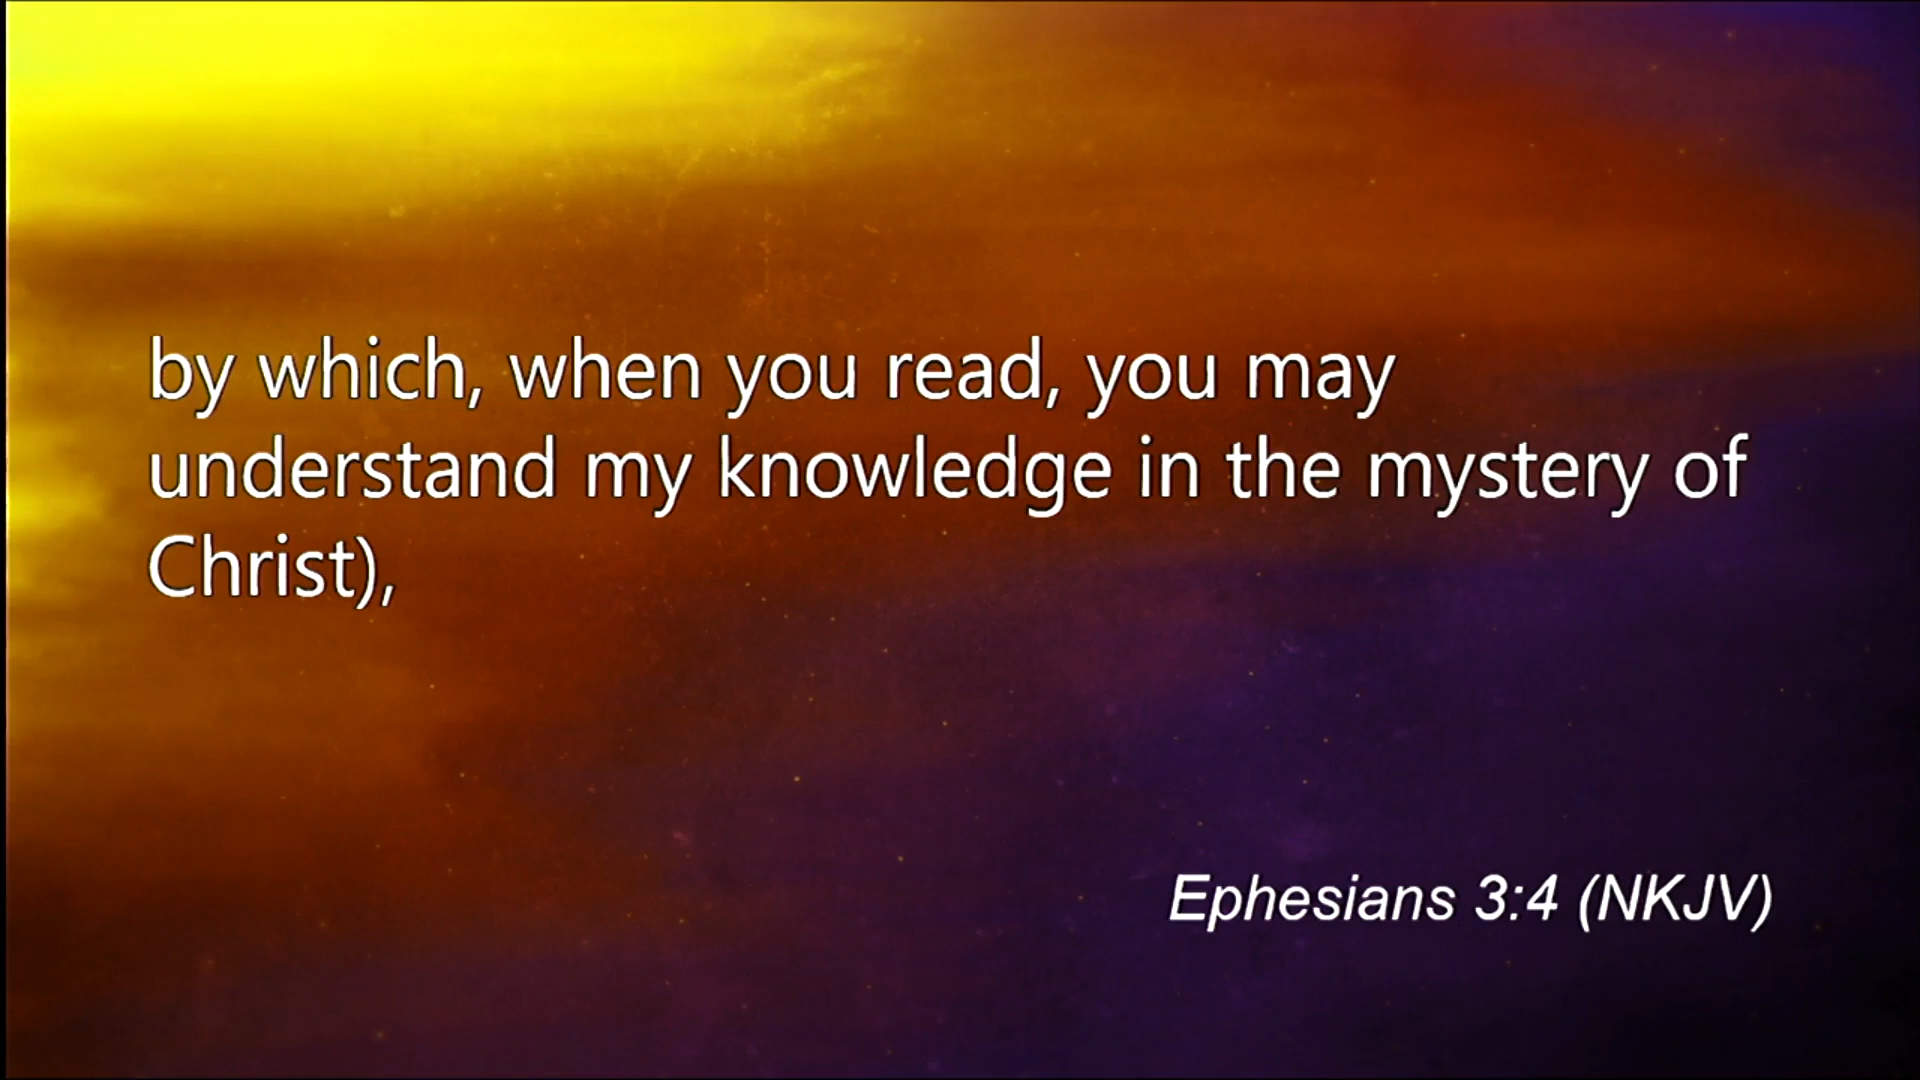 by which, when you read, you may
understand my knowledge in the mystery of
Christ),
Ephesians 3:4 (NKJV)